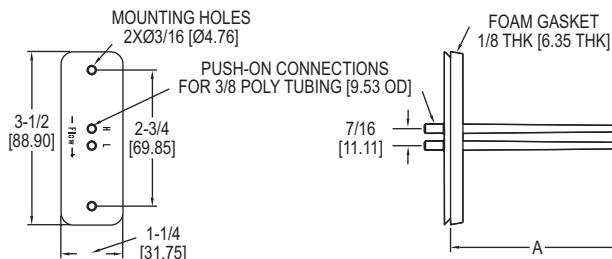 MOUNTING HOLES
2XØ3/16 [Ø4.76]
FOAM GASKET
1/8 THK [6.35 THK]
PUSH-ON CONNECTIONS
FOR 3/8 POLY TUBING [9.53 OD]
3-1/2
[88.90]
Flow
H
L
2-3/4
[69.85]
7/16
[11.11]
1-1/4
[31.75]
A